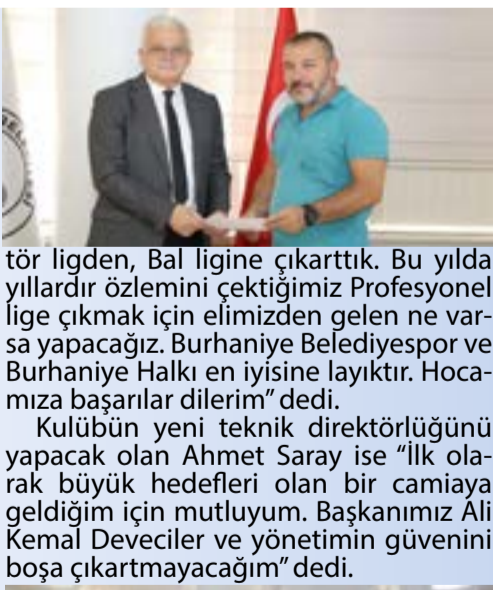 tör ligden, Bal ligine çıkarttık. Bu yılda
yıllardır özlemini çektiğimiz Profesyonel
lige çıkmak için elimizden gelen ne var-
sa yapacağız. Burhaniye Belediyespor ve
Burhaniye Halkı en iyisine layıktır. Hoca-
mıza başarılar dilerim” dedi.
Kulübün yeni teknik direktörlüğünü
yapacak olan Ahmet Saray ise “İlk ola-
rak büyük hedefleri olan bir camiaya
geldiğim için mutluyum. Başkanımız Ali
Kemal Deveciler ve yönetimin güvenini
boşa çıkartmayacağım” dedi.